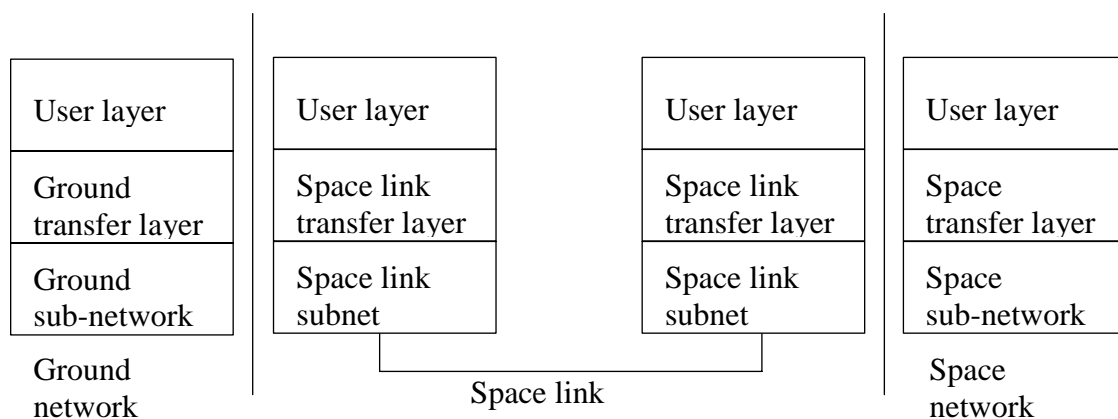 User layer
User layer
User layer
User layer
Ground
transfer layer
Space link
transfer layer
Space link
transfer layer
Space
transfer layer
Ground
sub-network
Space link
subnet
Space link
subnet
Space
sub-network
Ground
network
Space link
Space
network